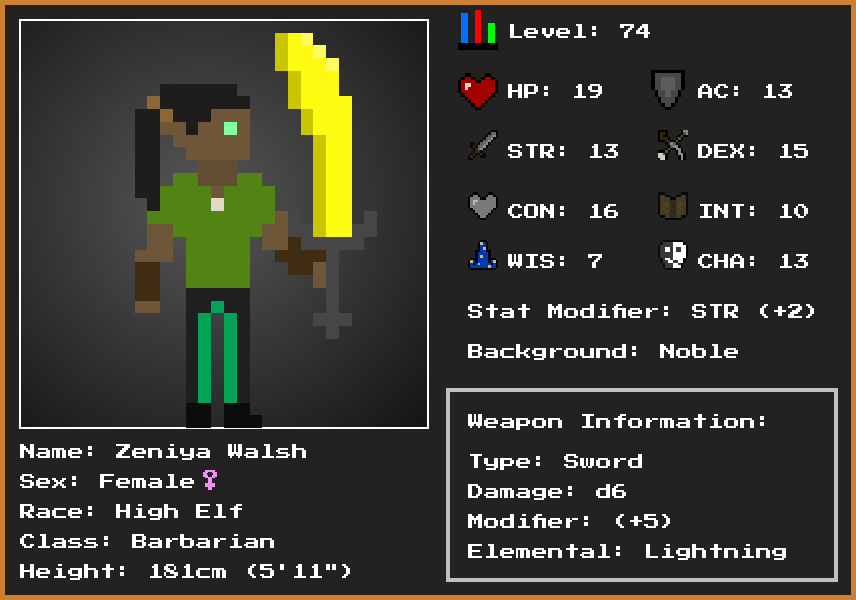 Level: 74
HP: 19 AC: 13
STR: 13 DEX: 15
CON: 16 INT: 10
WIS: 7 CHA: 13
Stat Modifier: STR (+2)
Background: Noble
Weapon Information:
Type: Sword
Damage: d6
Modifier: (+5)
Elemental: Lightning
Name: Zeniya Walsh
Sex: Female♀
Race: High Elf
Class: Barbarian
Height: 181cm (5'11")